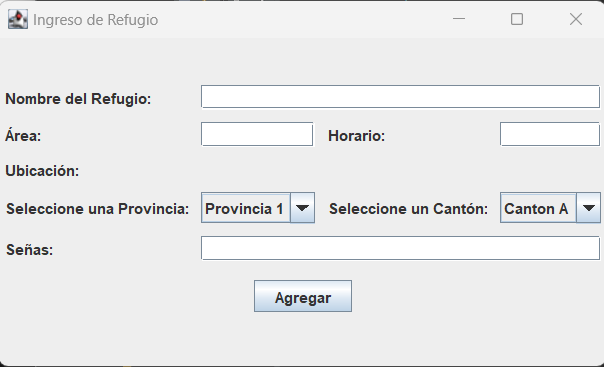 Ingreso de Refugio
Nombre del Refugio:
Área: Horario:
Ubicación:
Seleccione una Provincia: Provincia 1 Seleccione un Cantón: Canton A
Señas:
Agregar